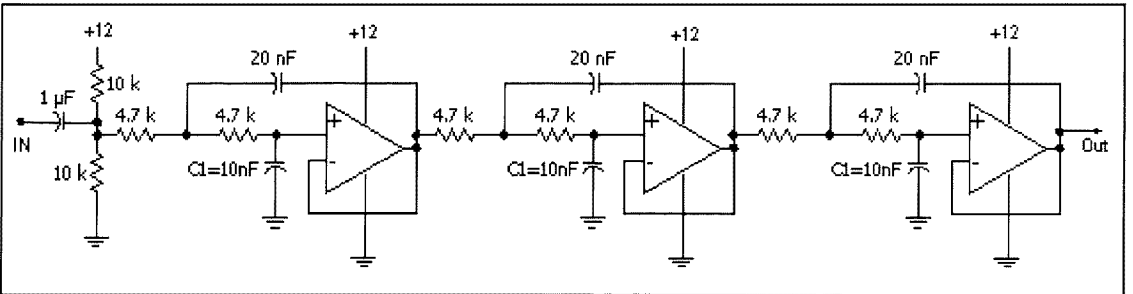 +12
+12
+12
+12
20 nF
20 nF
20 nF
10 k
1 µF
4.7 k
4.7 k
4.7 k
4.7 k
4.7 k
4.7 k
+
+
+
IN
-
-
-
Out
10 k
C1=10nF
C1=10nF
C1=10nF